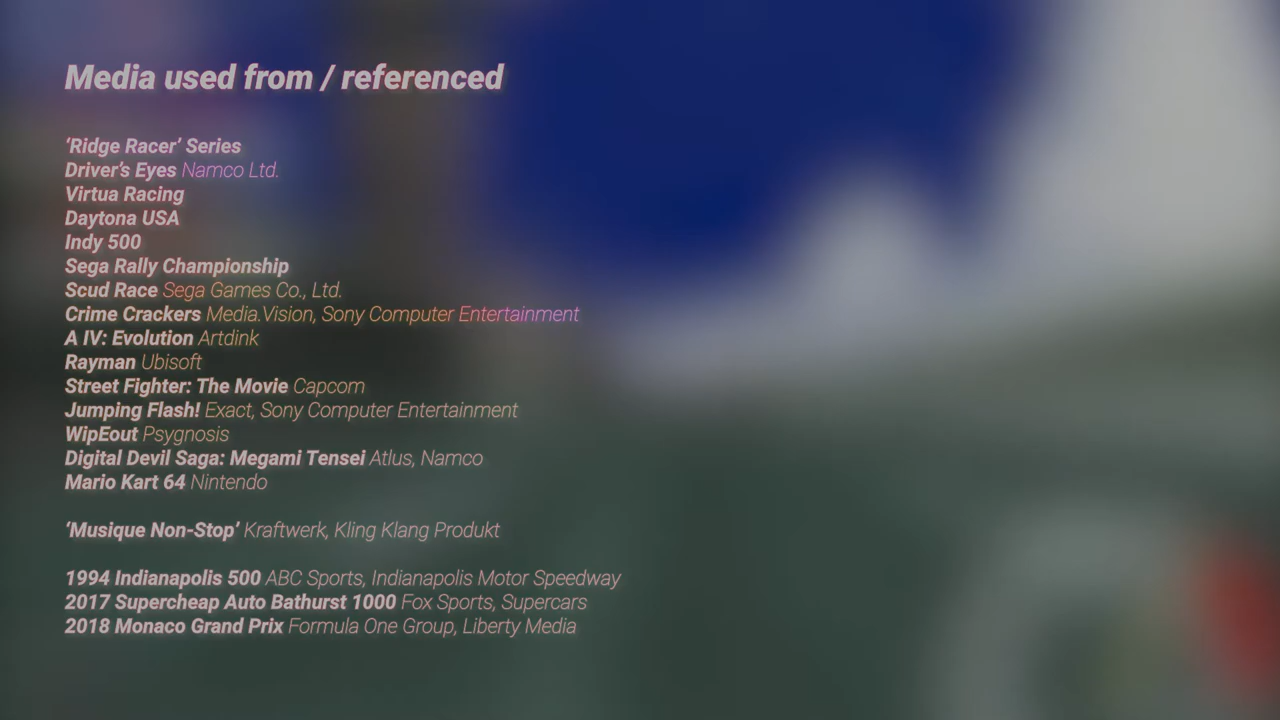 Media used from / referenced
‘Ridge Racer’ Series
Driver’s Eyes Namco Ltd.
Virtua Racing
Daytona USA
Indy 500
Sega Rally Championship
Scud Race Sega Games Co., Ltd.
Crime Crackers Media.Vision, Sony Computer Entertainment
A IV: Evolution Artdink
Rayman Ubisoft
Street Fighter: The Movie Capcom
Jumping Flash! Exact, Sony Computer Entertainment
WipEout Psygnosis
Digital Devil Saga: Megami Tensei Atlus, Namco
Mario Kart 64 Nintendo
‘Musique Non-Stop’ Kraftwerk, Kling Klang Produkt
1994 Indianapolis 500 ABC Sports, Indianapolis Motor Speedway
2017 Supercheap Auto Bathurst 1000 Fox Sports, Supercars
2018 Monaco Grand Prix Formula One Group, Liberty Media